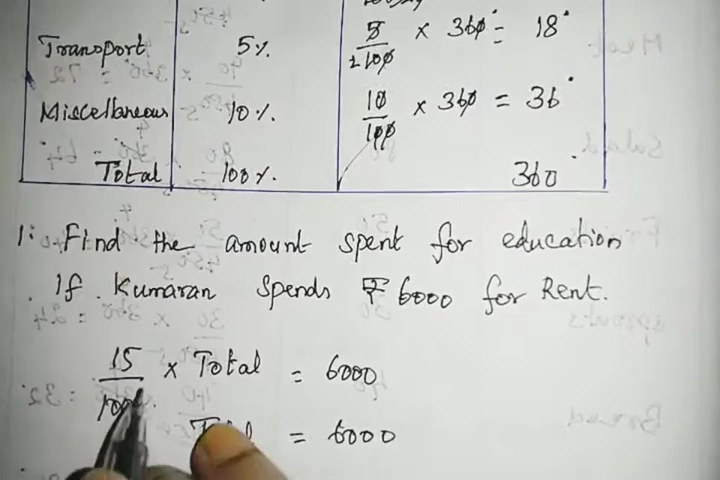 Transport 5% 5/100 x 360 = 18°
Miscellaneous 10% 10/100 x 360 = 36°
Total 100% 360°
1: Find the amount spent for education
If Kumaran spends ₹ 6000 for Rent.
15/100 x Total = 6000
= 6000